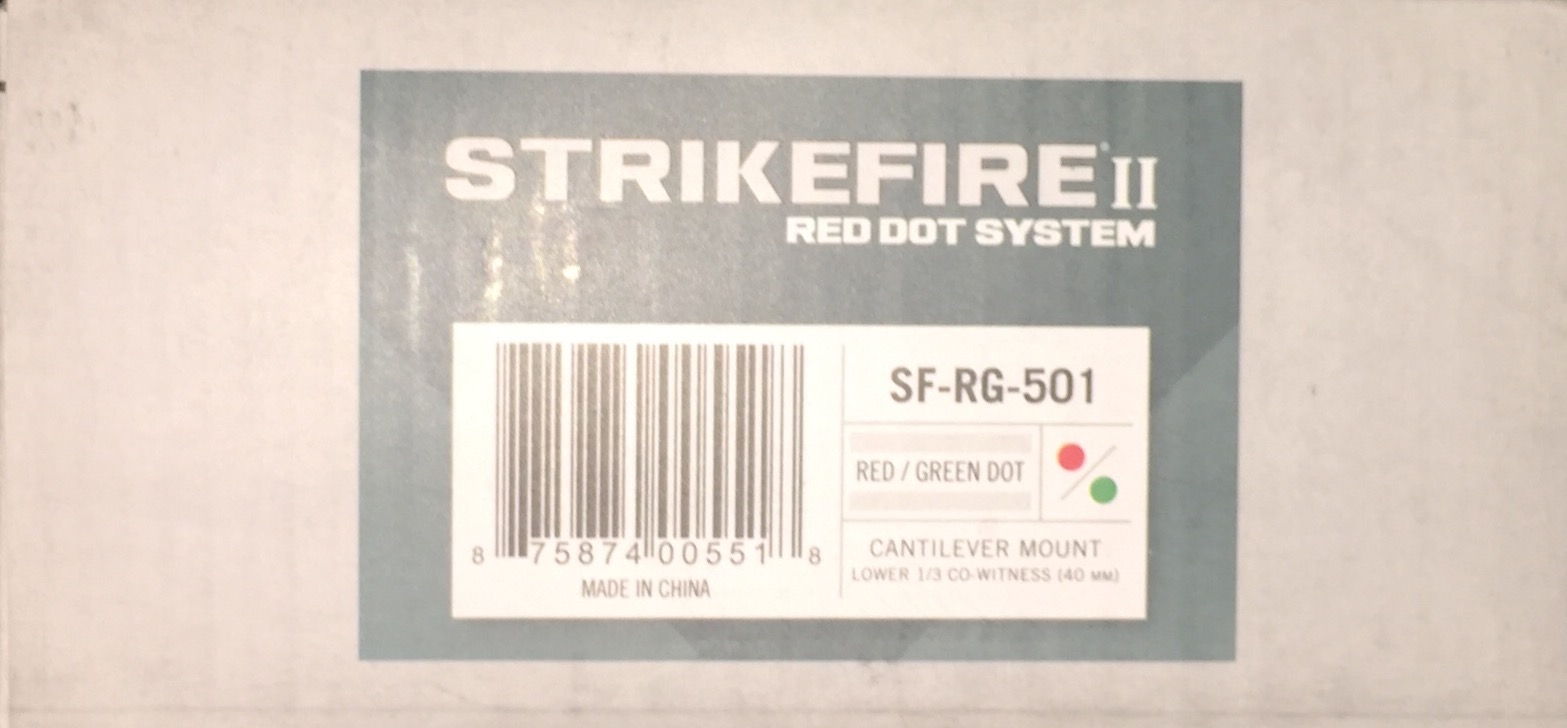 STRIKEFIRE® II
RED DOT SYSTEM
8 75874 00551 8
MADE IN CHINA
SF-RG-501
RED / GREEN DOT
CANTILEVER MOUNT
LOWER 1/3 CO-WITNESS (40 MM)